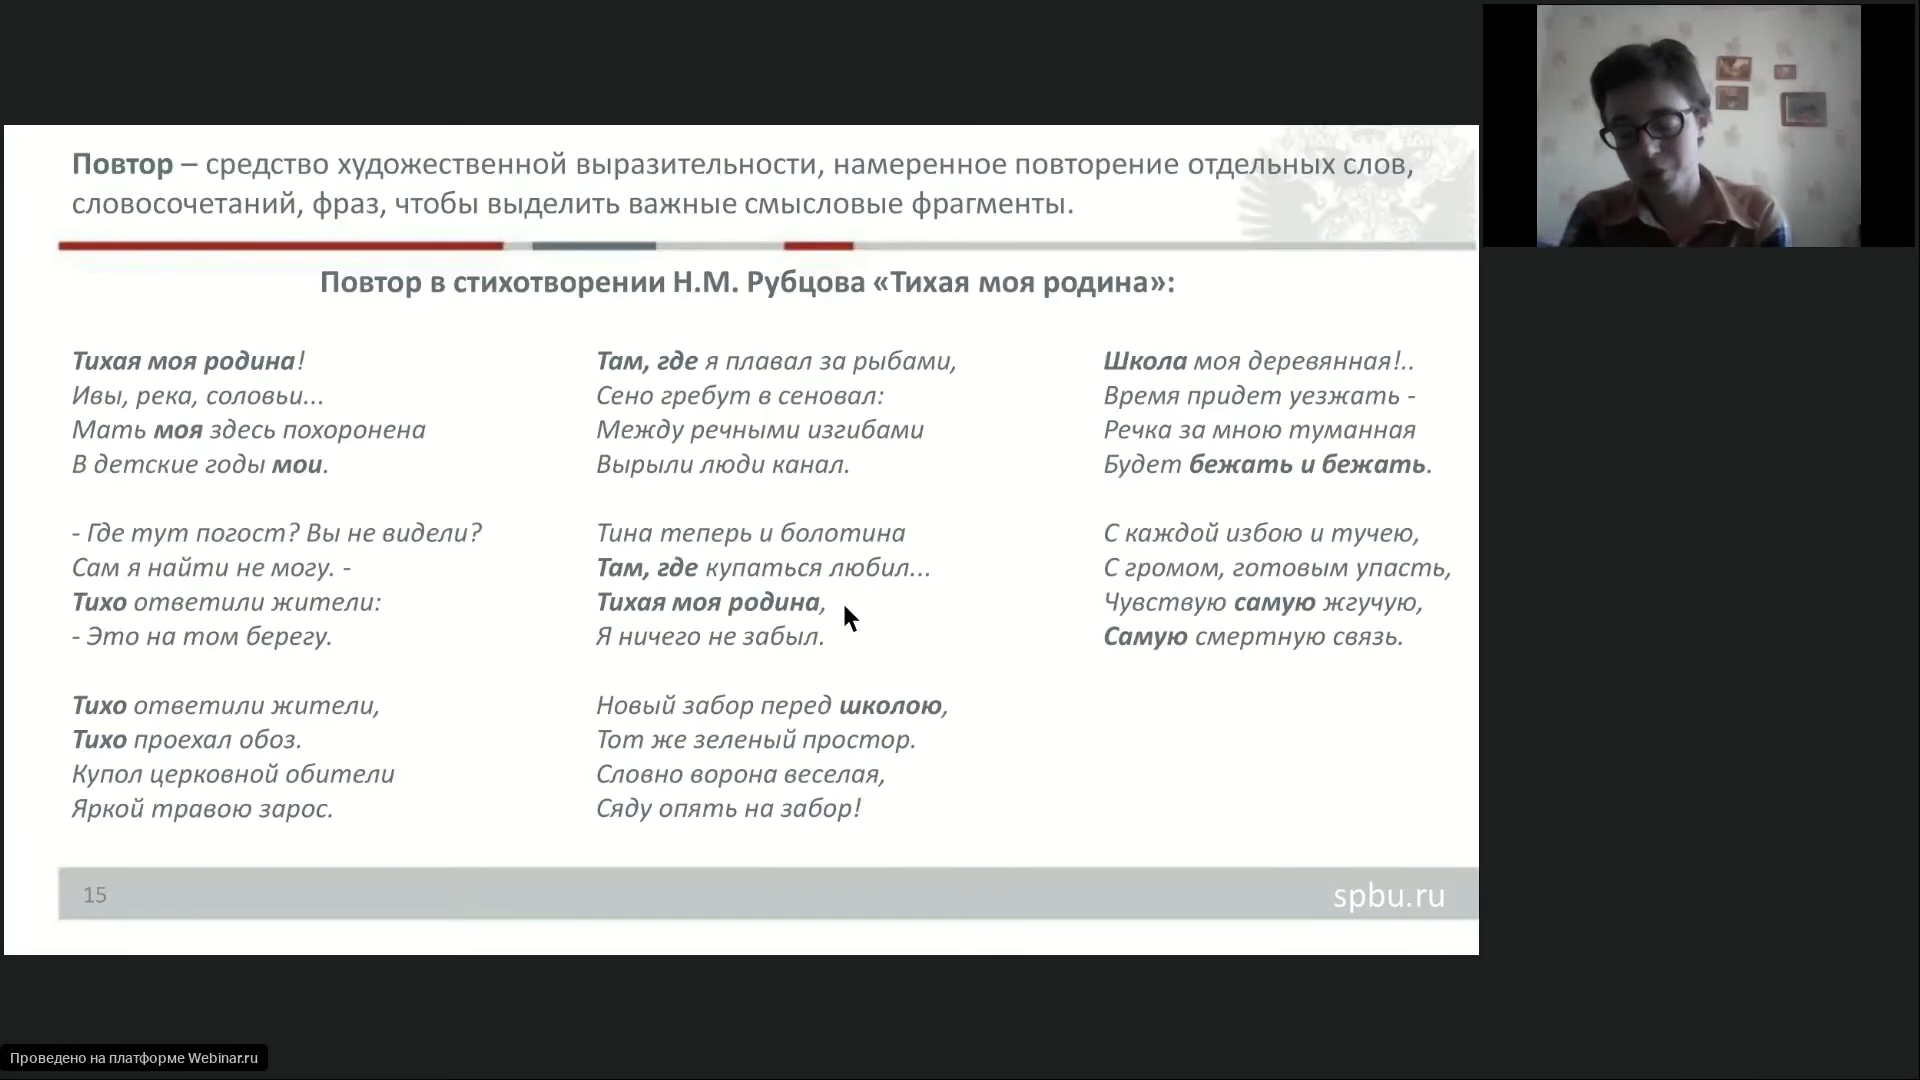 Повтор – средство художественной выразительности, намеренное повторение отдельных слов,
словосочетаний, фраз, чтобы выделить важные смысловые фрагменты.
Повтор в стихотворении Н.М. Рубцова «Тихая моя родина»:
Тихая моя родина!
Ивы, река, соловьи...
Мать моя здесь похоронена
В детские годы мои.
- Где тут погост? Вы не видели?
Сам я найти не могу. -
Тихо ответили жители:
- Это на том берегу.
Тихо ответили жители,
Тихо проехал обоз.
Купол церковной обители
Яркой травою зарос.
Там, где я плавал за рыбами,
Сено гребут в сеновал:
Между речными изгибами
Вырыли люди канал.
Тина теперь и болотина
Там, где купаться любил...
Тихая моя родина,
Я ничего не забыл.
Новый забор перед школою,
Тот же зеленый простор.
Словно ворона веселая,
Сяду опять на забор!
Школа моя деревянная!..
Время придет уезжать -
Речка за мною туманная
Будет бежать и бежать.
С каждой избою и тучею,
С громом, готовым упасть,
Чувствую самую жгучую,
Самую смертную связь.
15
spbu.ru
Проведено на платформе Webinar.ru